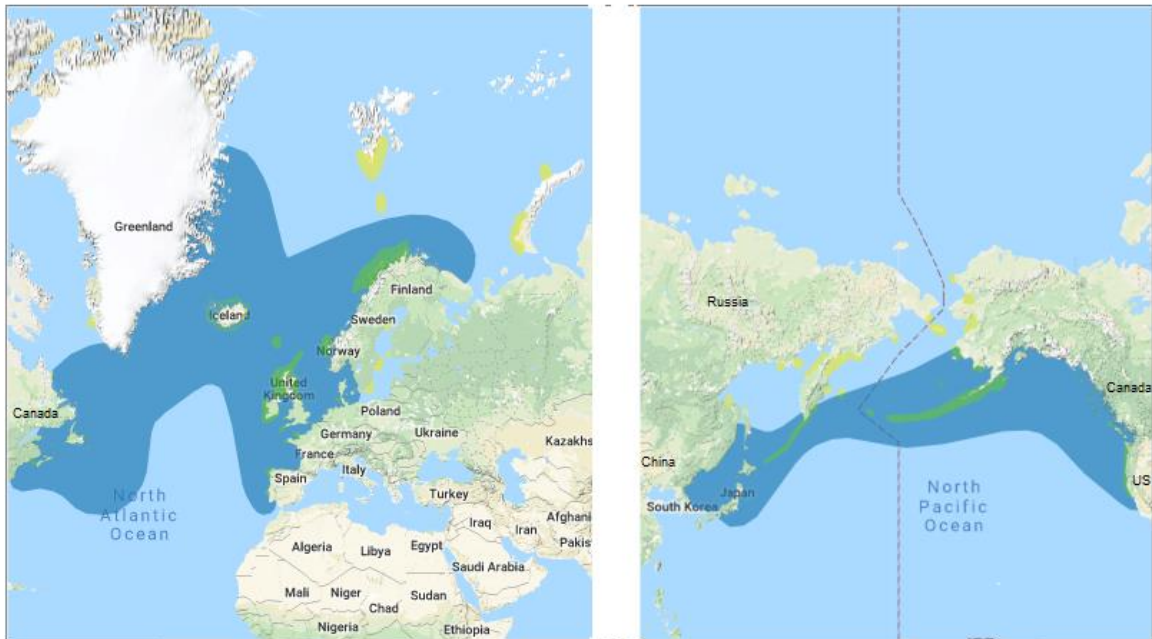 Greenland
Iceland
Finland
Sweden
Norway
United
Kingdom
Canada
Poland
Germany
Ukraine
France
Kazakhs
Italy
Spain
Turkey
North
Atlantic
Ocean
Iraq
Iran
Afghani
Pakis
Algeria
Libya
Egypt
Saudi Arabia
Mali
Niger
Chad
Sudan
Nigeria
Ethiopia
Russia
Canada
China
US
South Korea
Japan
North
Pacific
Ocean